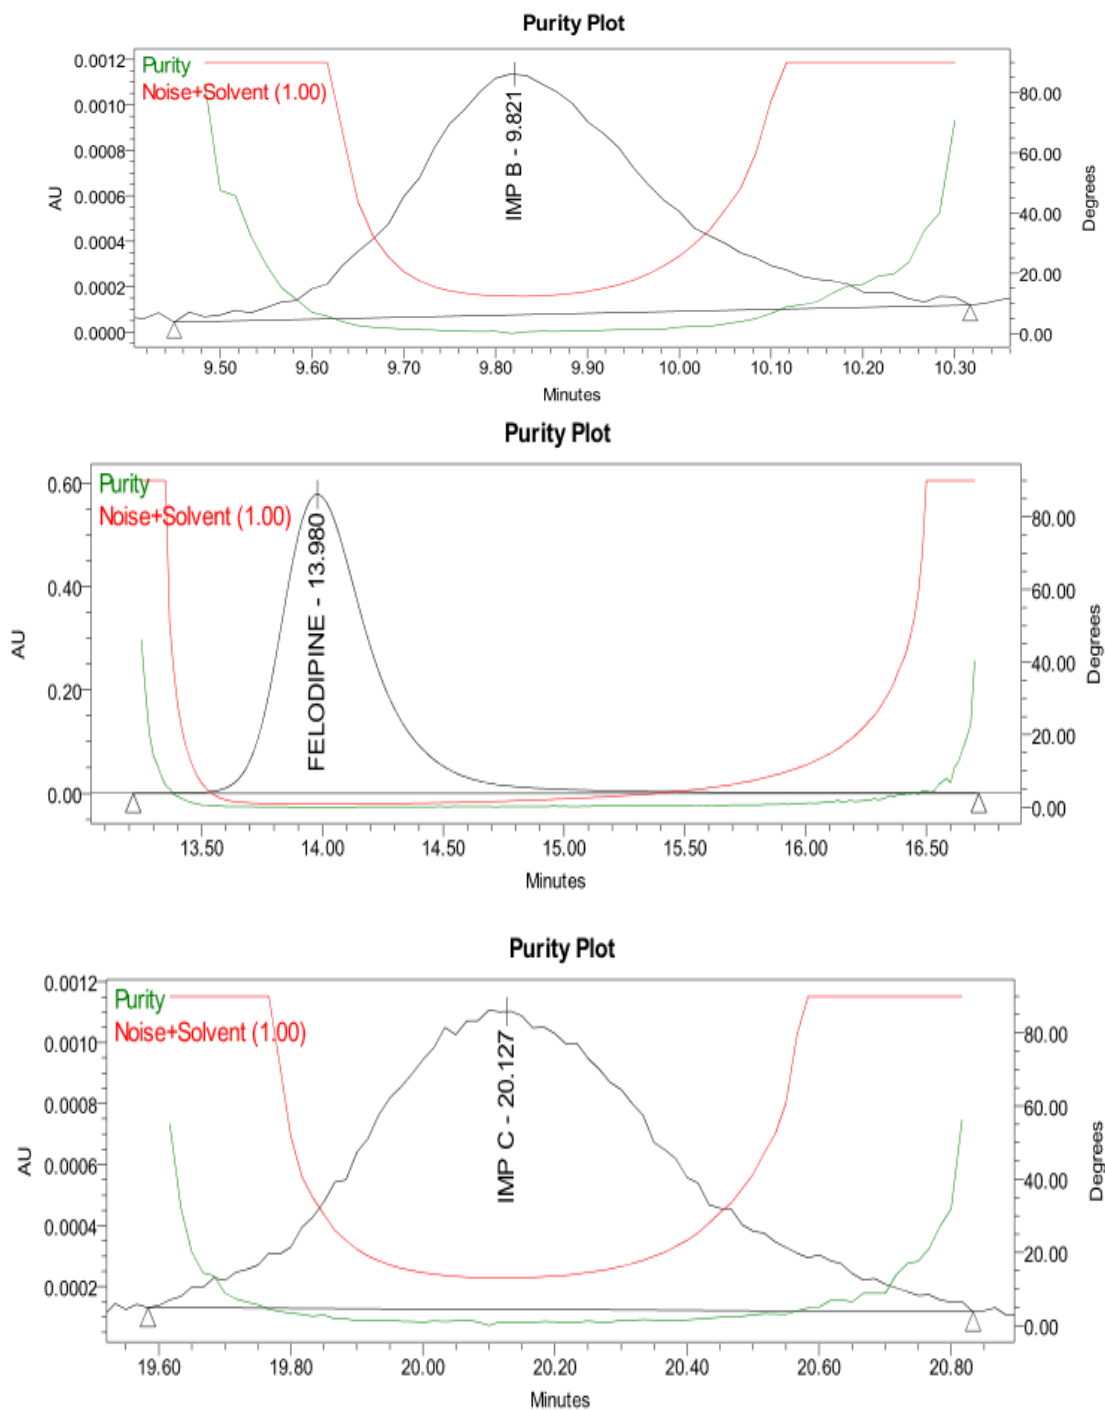 Purity Plot
Purity
Noise+Solvent (1.00)
IMP B - 9.821
AU
0.0012
0.0010
0.0008
0.0006
0.0004
0.0002
0.0000
80.00
60.00
40.00
20.00
0.00
Degrees
9.50 9.60 9.70 9.80 9.90 10.00 10.10 10.20 10.30
Minutes
Purity Plot
Purity
Noise+Solvent (1.00)
FELODIPINE - 13.980
AU
0.60
0.40
0.20
0.00
80.00
60.00
40.00
20.00
0.00
Degrees
13.50 14.00 14.50 15.00 15.50 16.00 16.50
Minutes
Purity Plot
Purity
Noise+Solvent (1.00)
IMP C - 20.127
AU
0.0012
0.0010
0.0008
0.0006
0.0004
0.0002
80.00
60.00
40.00
20.00
0.00
Degrees
19.60 19.80 20.00 20.20 20.40 20.60 20.80
Minutes